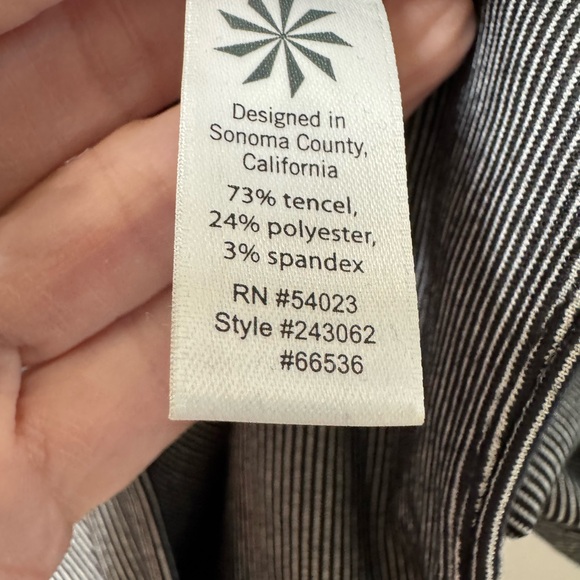 Designed in
Sonoma County,
California
73% tencel,
24% polyester,
3% spandex
RN #54023
Style #243062
#66536